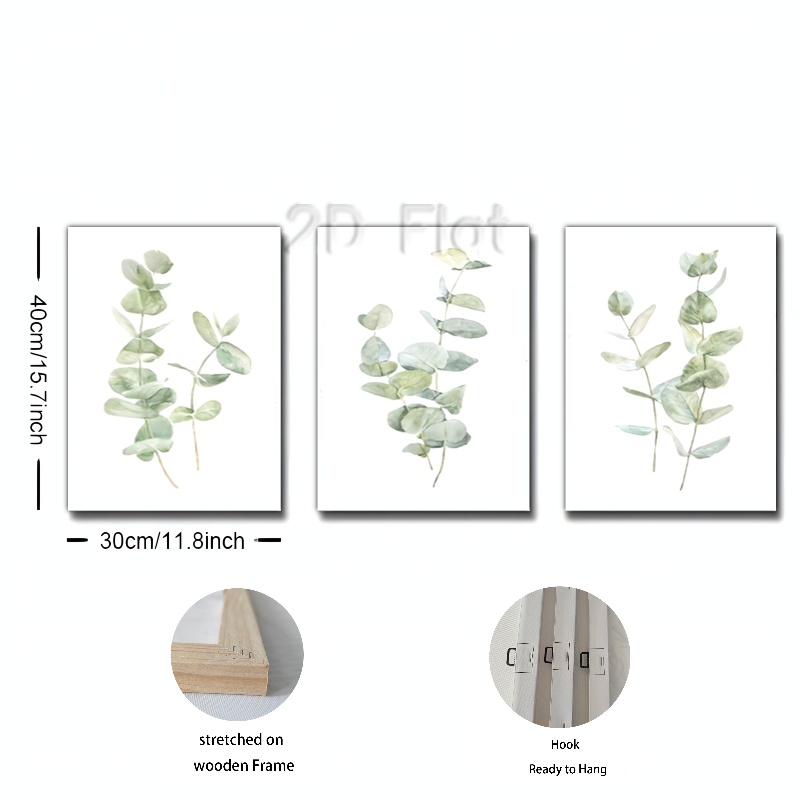 2D Flat
40cm/15.7inch
30cm/11.8inch
stretched on
wooden Frame
Hook
Ready to Hang